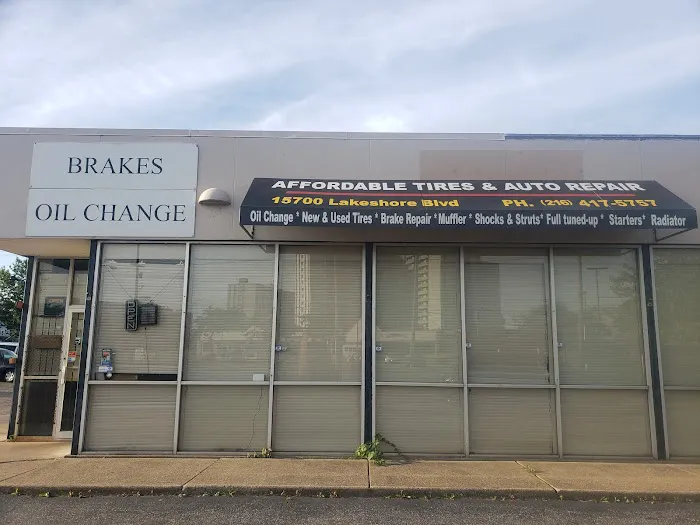 BRAKES
OIL CHANGE
AFFORDABLE TIRES & AUTO REPAIR
15700 Lakeshore Blvd PH. (216) 417-5757
Oil Change * New & Used Tires * Brake Repair * Muffler * Shocks & Struts * Full tuned-up * Starters * Radiator
OPEN